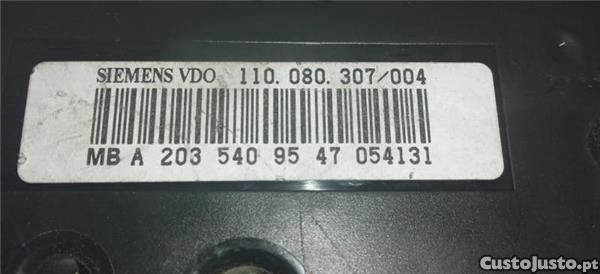 SIEMENS VDO 110.080.307/004
MB A 203 540 95 47 054131
CustoJusto.pt